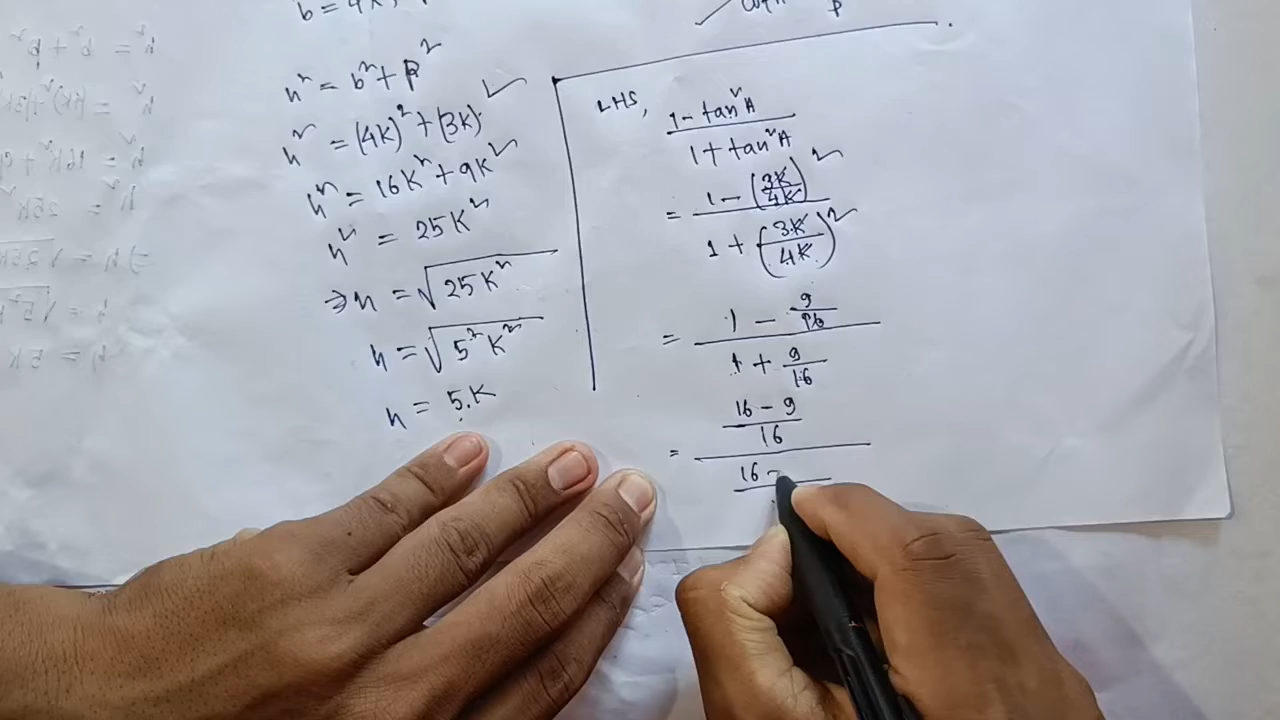 b = 4K,
h² = b² + p²
h² = (4K)² + (3K)²
h² = 16K² + 9K²
h² = 25K²
⇒ h = √25K²
h = √5²K²
h = 5.K
LHS, 1 - tan²A / 1 + tan²A
= 1 - (3K/4K)² / 1 + (3K/4K)²
= 1 - 9/16 / 1 + 9/16
= 16 - 9 / 16
16